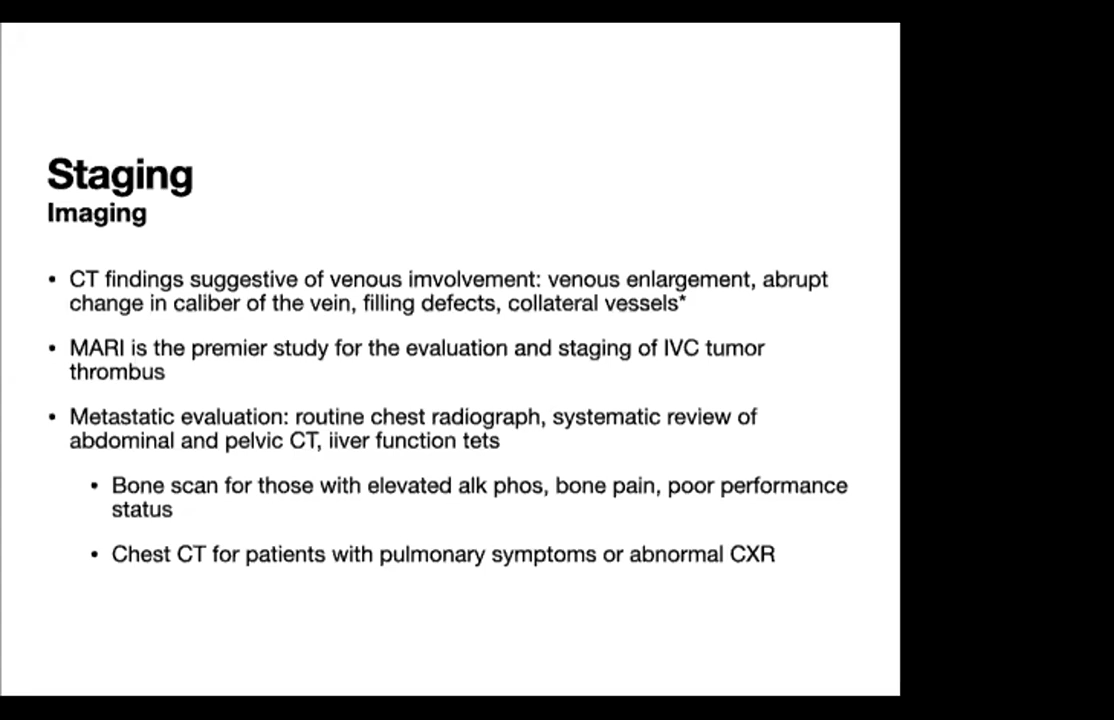 Staging
Imaging
• CT findings suggestive of venous imvolvement: venous enlargement, abrupt
change in caliber of the vein, filling defects, collateral vessels*
• MARI is the premier study for the evaluation and staging of IVC tumor
thrombus
• Metastatic evaluation: routine chest radiograph, systematic review of
abdominal and pelvic CT, iiver function tets
• Bone scan for those with elevated alk phos, bone pain, poor performance
status
• Chest CT for patients with pulmonary symptoms or abnormal CXR